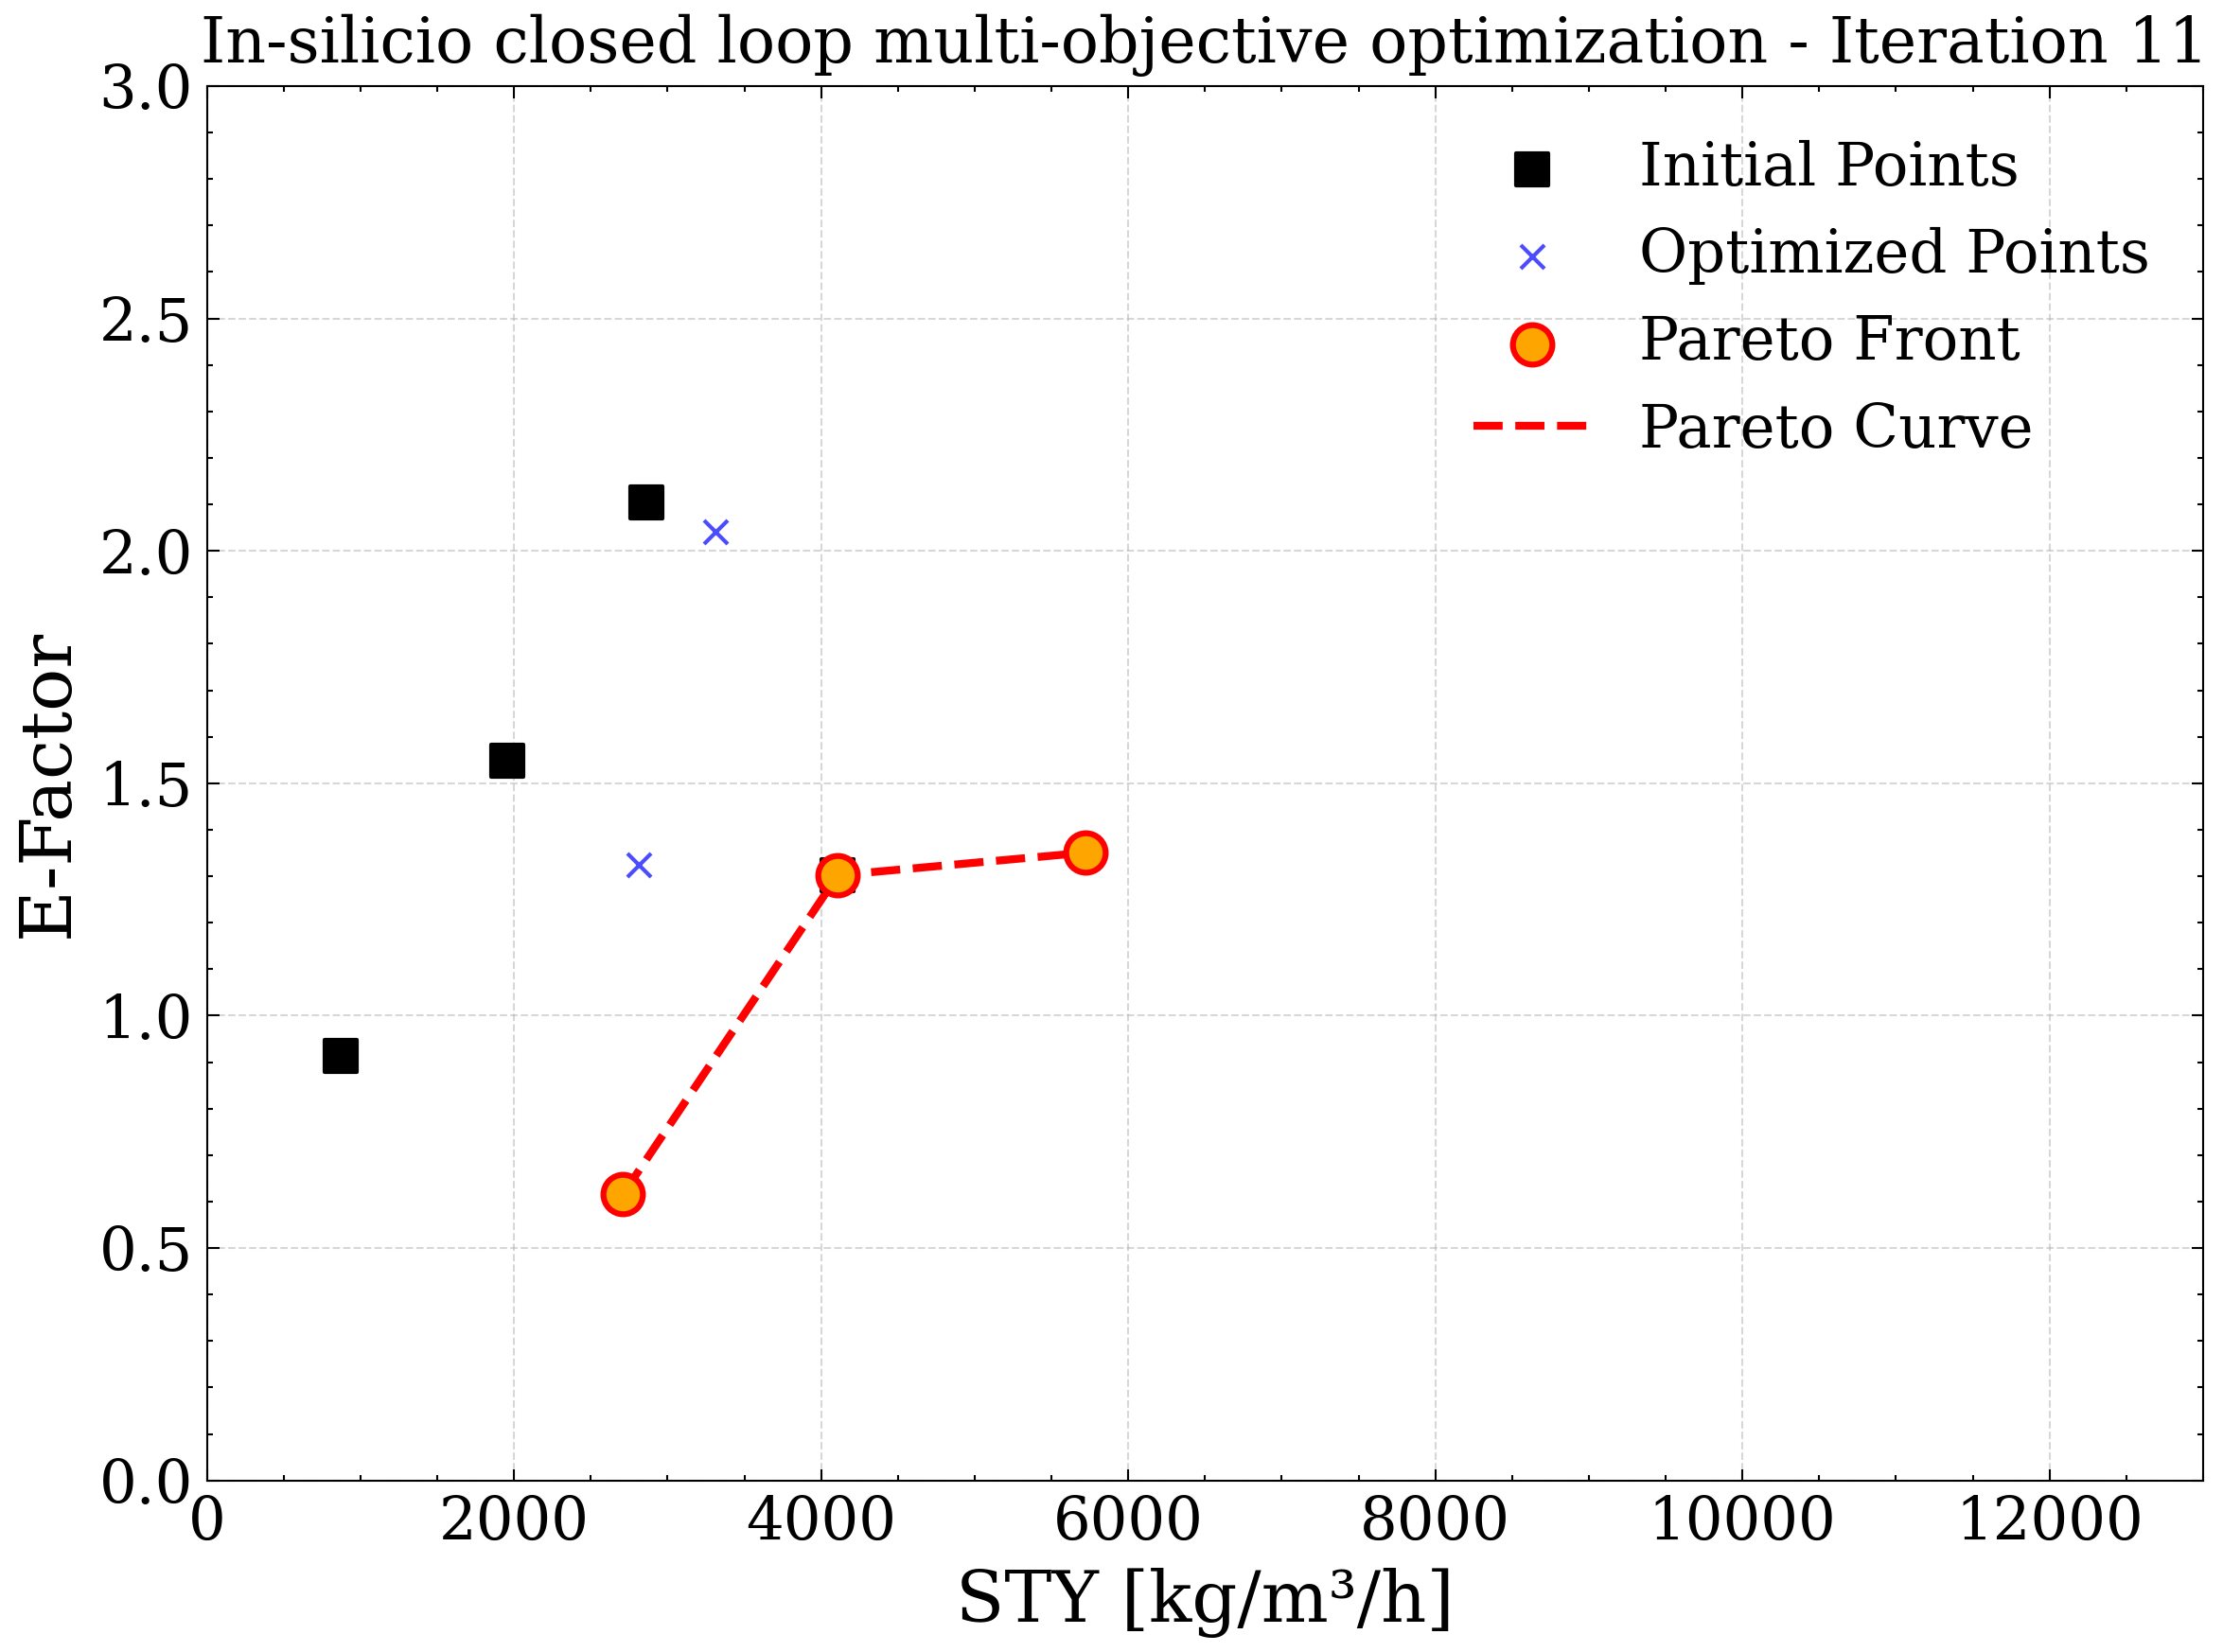 In-silicio closed loop multi-objective optimization - Iteration 11
3.0
2.5
2.0
1.5
1.0
0.5
0.0
E-Factor
Initial Points
Optimized Points
Pareto Front
Pareto Curve
0 2000 4000 6000 8000 10000 12000
STY [kg/m³/h]